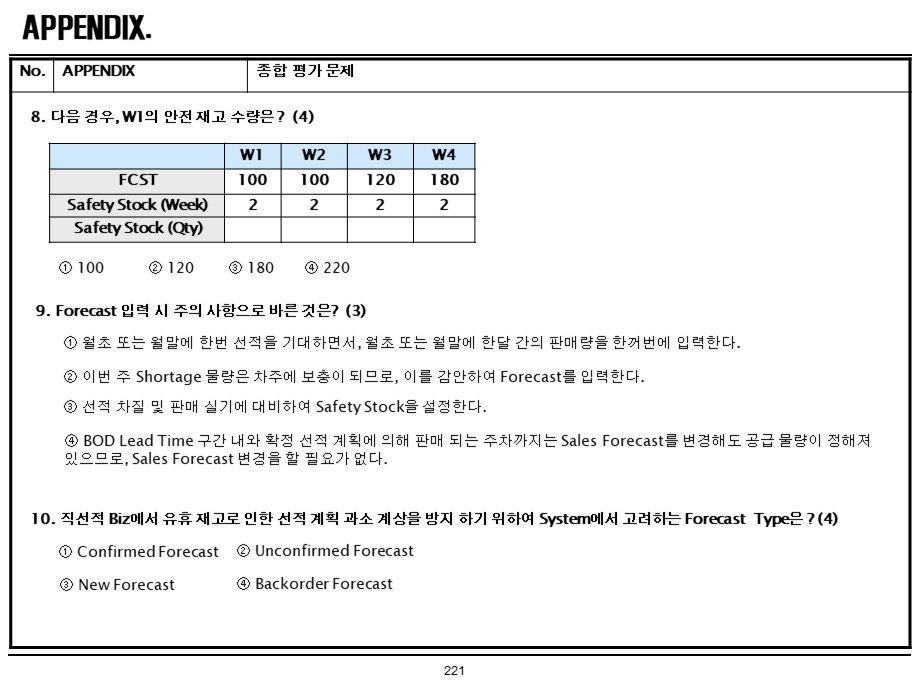 APPENDIX.
No. APPENDIX 종합 평가 문제
8. 다음 경우, W1의 안전 재고 수량은? (4)
W1 W2 W3 W4
FCST 100 100 120 180
Safety Stock (Week) 2 2 2 2
Safety Stock (Qty)
① 100 ② 120 ③ 180 ④ 220
9. Forecast 입력 시 주의 사항으로 바른 것은? (3)
① 월초 또는 월말에 한번 선적을 기대하면서, 월초 또는 월말에 한달 간의 판매량을 한꺼번에 입력한다.
② 이번 주 Shortage 물량은 차주에 보충이 되므로, 이를 감안하여 Forecast를 입력한다.
③ 선적 차질 및 판매 실기에 대비하여 Safety Stock을 설정한다.
④ BOD Lead Time 구간 내와 확정 선적 계획에 의해 판매 되는 주차까지는 Sales Forecast를 변경해도 공급 물량이 정해져
있으므로, Sales Forecast 변경을 할 필요가 없다.
10. 직선적 Biz에서 유휴 재고로 인한 선적 계획 과소 계상을 방지 하기 위하여 System에서 고려하는 Forecast Type은 ? (4)
① Confirmed Forecast ② Unconfirmed Forecast
③ New Forecast ④ Backorder Forecast
221